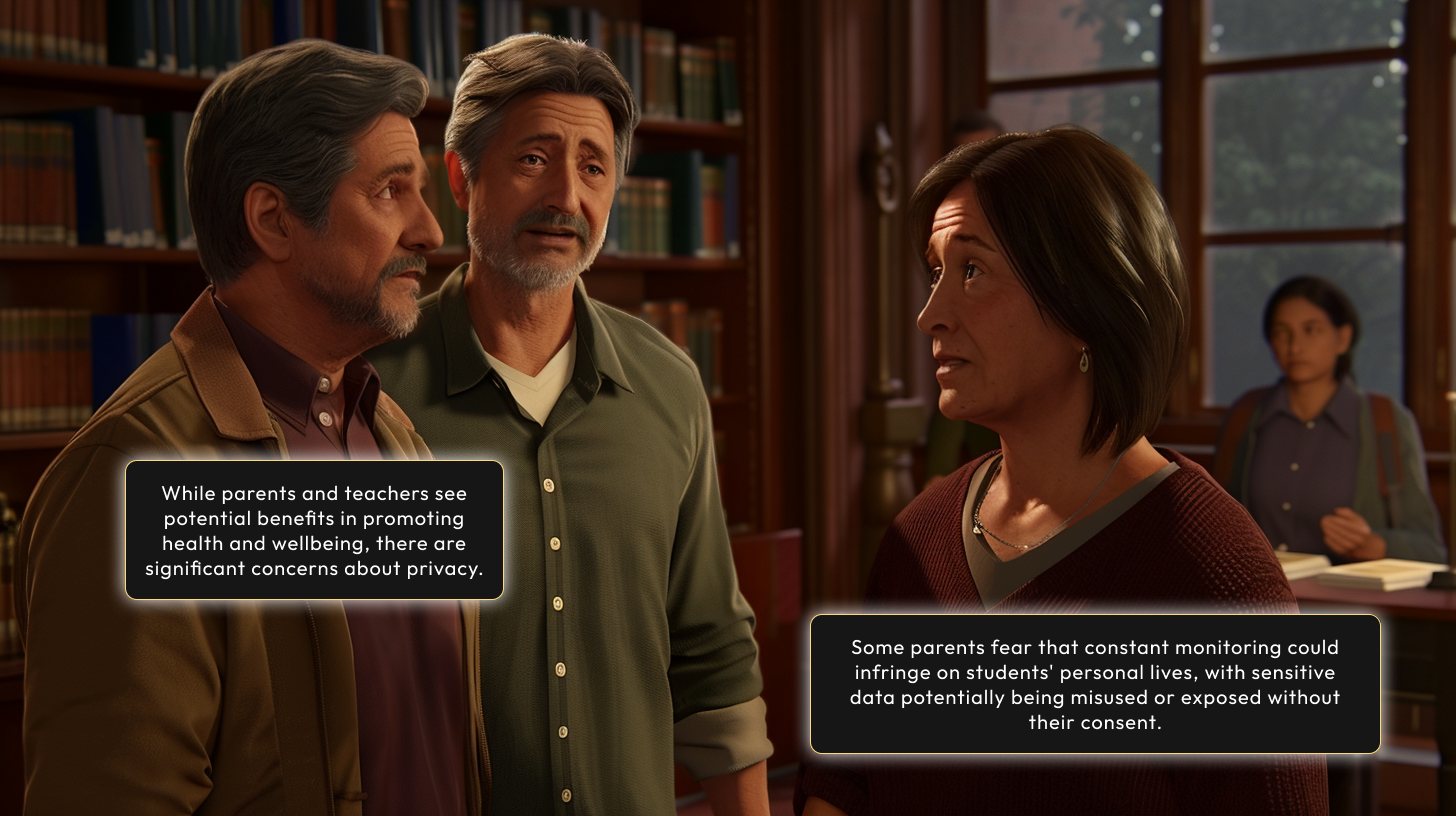 While parents and teachers see
potential benefits in promoting
health and wellbeing, there are
significant concerns about privacy.
Some parents fear that constant monitoring could
infringe on students' personal lives, with sensitive
data potentially being misused or exposed without
their consent.